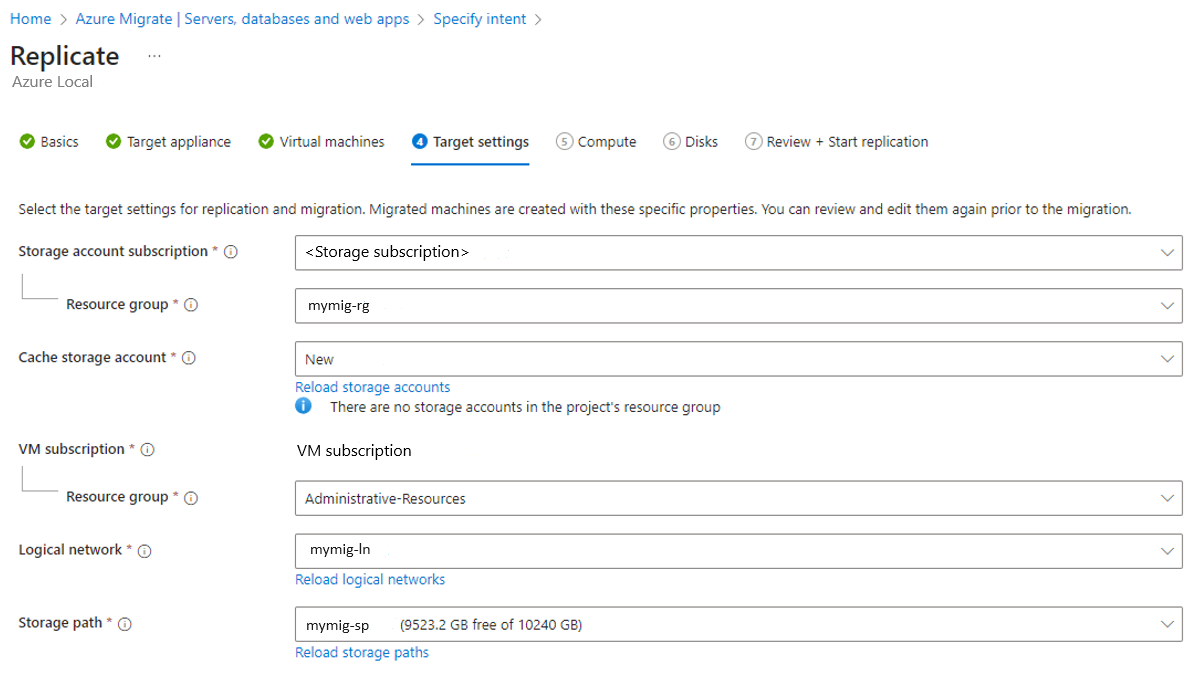 Home > Azure Migrate | Servers, databases and web apps > Specify intent >
Replicate ...
Azure Local
Basics Target appliance Virtual machines 4 Target settings 5 Compute 6 Disks 7 Review + Start replication
Select the target settings for replication and migration. Migrated machines are created with these specific properties. You can review and edit them again prior to the migration.
Storage account subscription * <Storage subscription>
Resource group * mymig-rg
Cache storage account * New
Reload storage accounts
There are no storage accounts in the project's resource group
VM subscription * VM subscription
Resource group * Administrative-Resources
Logical network * mymig-ln
Reload logical networks
Storage path * mymig-sp (9523.2 GB free of 10240 GB)
Reload storage paths